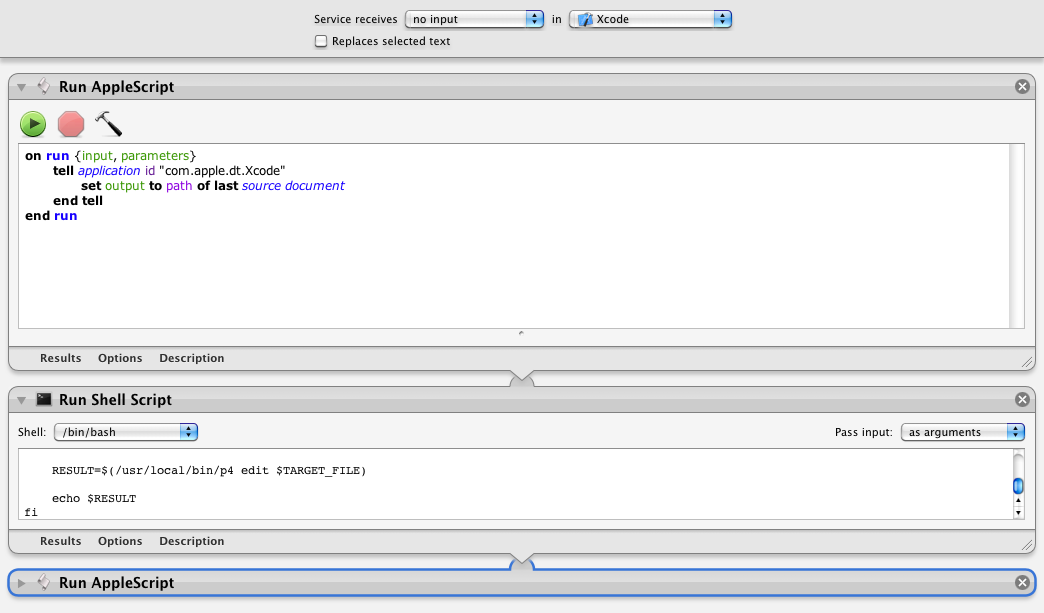 Service receives no input in Xcode
Replaces selected text
Run AppleScript
on run {input, parameters}
tell application id "com.apple.dt.Xcode"
set output to path of last source document
end tell
end run
Results Options Description
Run Shell Script
Shell: /bin/bash Pass input: as arguments
RESULT=$(/usr/local/bin/p4 edit $TARGET_FILE)
echo $RESULT
fi
Results Options Description
Run AppleScript